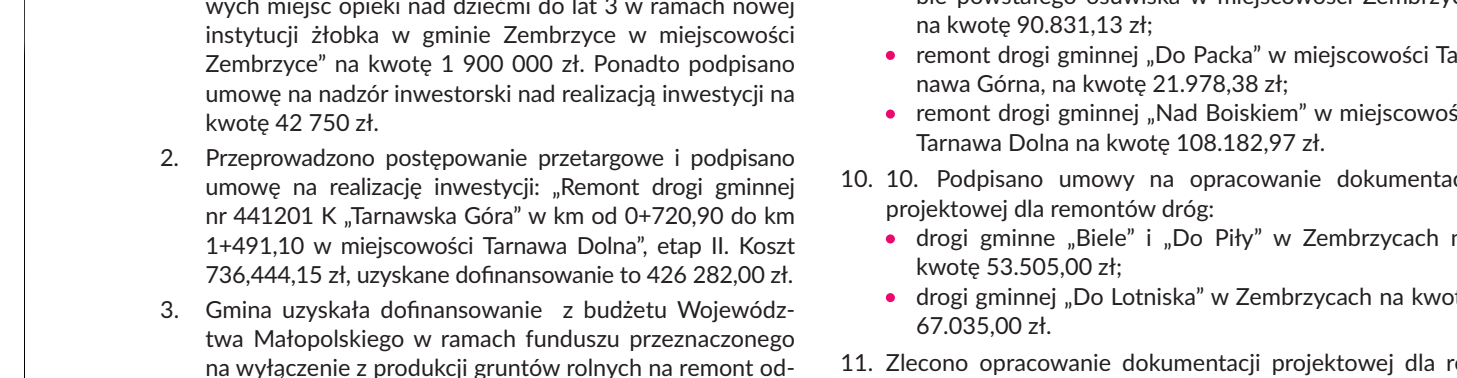 wych miejsc opieki nad dziećmi do lat 3 w ramach nowej
instytucji żłobka w gminie Zembrzyce w miejscowości
Zembrzyce” na kwotę 1 900 000 zł. Ponadto podpisano
umowę na nadzór inwestorski nad realizacją inwestycji na
kwotę 42 750 zł.
2. Przeprowadzono postępowanie przetargowe i podpisano
umowę na realizację inwestycji: „Remont drogi gminnej
nr 441201 K „Tarnawska Góra” w km od 0+720,90 do km
1+491,10 w miejscowości Tarnawa Dolna”, etap II. Koszt
736,444,15 zł, uzyskane dofinansowanie to 426 282,00 zł.
3. Gmina uzyskała dofinansowanie z budżetu Wojewódz-
twa Małopolskiego w ramach funduszu przeznaczonego
na wyłączenie z produkcji gruntów rolnych na remont od-
bie powstałego osuwiska w miejscowości
na kwotę 90.831,13 zł;
• remont drogi gminnej „Do Packa” w miejscowości Ta
nawa Górna, na kwotę 21.978,38 zł;
• remont drogi gminnej „Nad Boiskiem” w miejscowoś
Tarnawa Dolna na kwotę 108.182,97 zł.
10. 10. Podpisano umowy na opracowanie dokumentac
projektowej dla remontów dróg:
• drogi gminne „Biele” i „Do Piły” w Zembrzycach n
kwotę 53.505,00 zł;
• drogi gminnej „Do Lotniska” w Zembrzycach na kwot
67.035,00 zł.
11. Zlecono opracowanie dokumentacji projektowej dla re